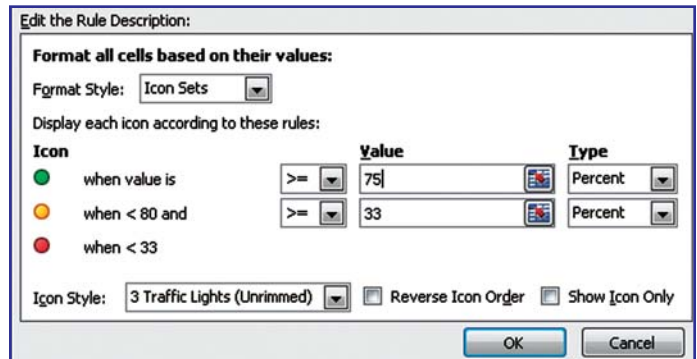 Edit the Rule Description:
Format all cells based on their values:
Format Style: Icon Sets
Display each icon according to these rules:
Icon Value Type
when value is >= 75 Percent
when < 80 and >= 33 Percent
when < 33
Icon Style: 3 Traffic Lights (Unrimmed) Reverse Icon Order Show Icon Only
OK Cancel